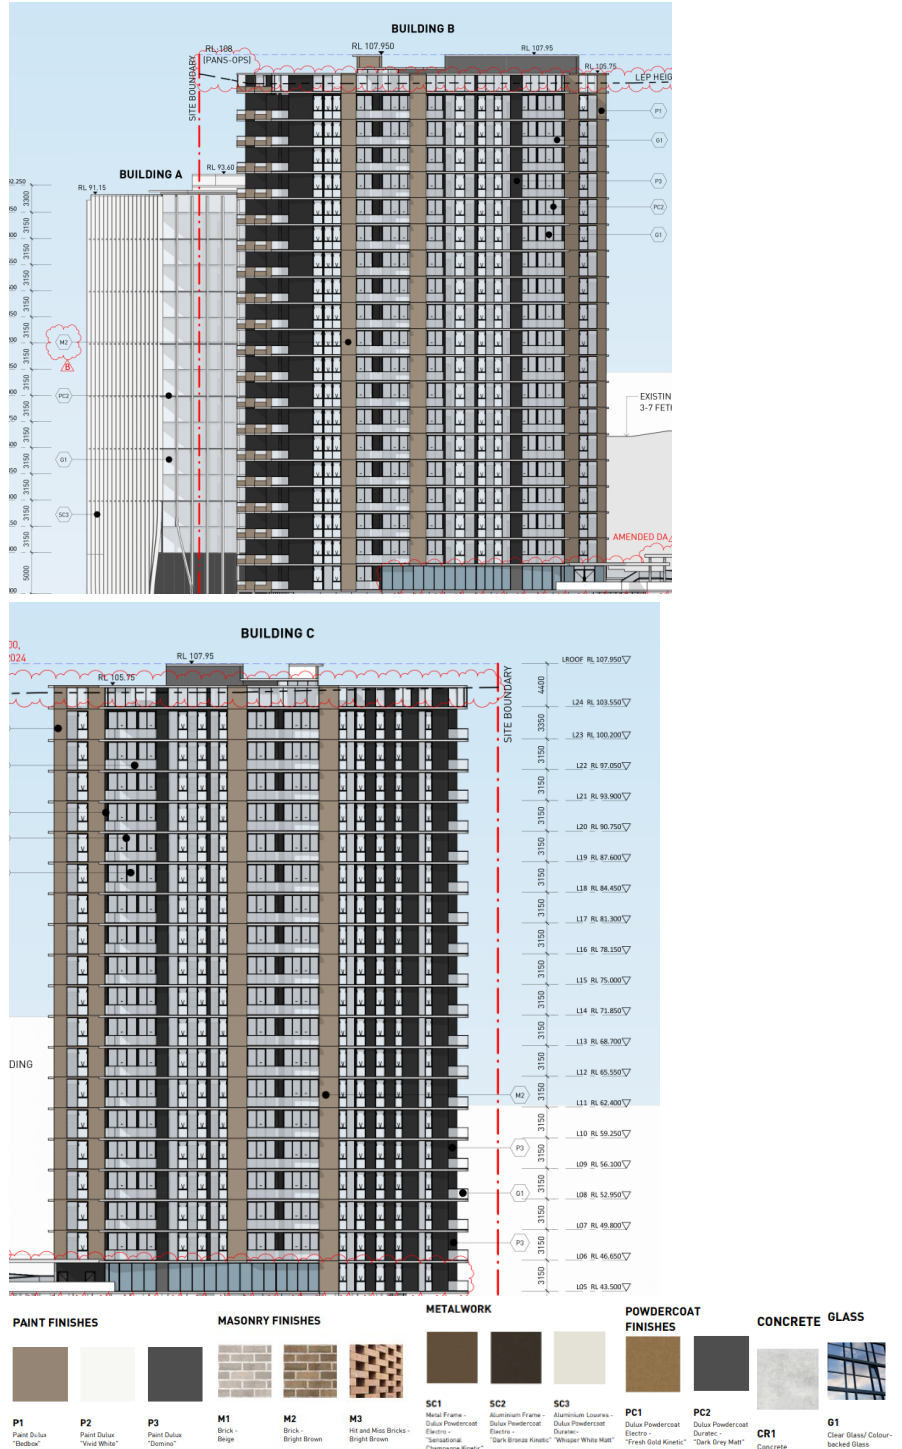 BUILDING B
RL 108
(PANS-OPS)
RL 107.950
RL 107.95
RL 105.75
LEP HEIG
SITE BOUNDARY
P1
G1
P3
PC2
G1
BUILDING A
RL 93.60
RL 91.15
92.250
3300
3150
3150
3150
3150
3150
3150
3150
3150
3150
3150
3150
3150
5000
M2
B
PC2
G1
SC3
EXISTIN
3-7 FETH
AMENDED DA
BUILDING C
00,
2024
RL 107.95
RL 105.75
SITE BOUNDARY
LROOF RL 107.950
4400
L24 RL 103.550
3350
L23 RL 100.200
3150
L22 RL 97.050
3150
L21 RL 93.900
3150
L20 RL 90.750
3150
L19 RL 87.600
3150
L18 RL 84.450
3150
L17 RL 81.300
3150
L16 RL 78.150
3150
L15 RL 75.000
3150
L14 RL 71.850
3150
L13 RL 68.700
3150
L12 RL 65.550
3150
L11 RL 62.400
3150
L10 RL 59.250
3150
L09 RL 56.100
3150
L08 RL 52.950
3150
L07 RL 49.800
3150
L06 RL 46.650
3150
L05 RL 43.500
DING
M2
P3
G1
P3
PAINT FINISHES
P1
Paint Dulux
"Bedbox"
P2
Paint Dulux
"Vivid White"
P3
Paint Dulux
"Domino"
MASONRY FINISHES
M1
Brick -
Beige
M2
Brick -
Bright Brown
M3
Hit and Miss Bricks -
Bright Brown
METALWORK
SC1
Metal Frame -
Dulux Powdercoat
Electro -
"Sensational
Champagne Kinetic"
SC2
Aluminium Frame -
Dulux Powdercoat
Electro -
"Dark Bronze Kinetic"
SC3
Aluminium Louvres -
Dulux Powdercoat
Duratec-
"Whisper White Matt"
POWDERCOAT
FINISHES
PC1
Dulux Powdercoat
Electro -
"Fresh Gold Kinetic"
PC2
Dulux Powdercoat
Duratec -
"Dark Grey Matt"
CONCRETE
CR1
Concrete
GLASS
G1
Clear Glass/ Colour-
backed Glass